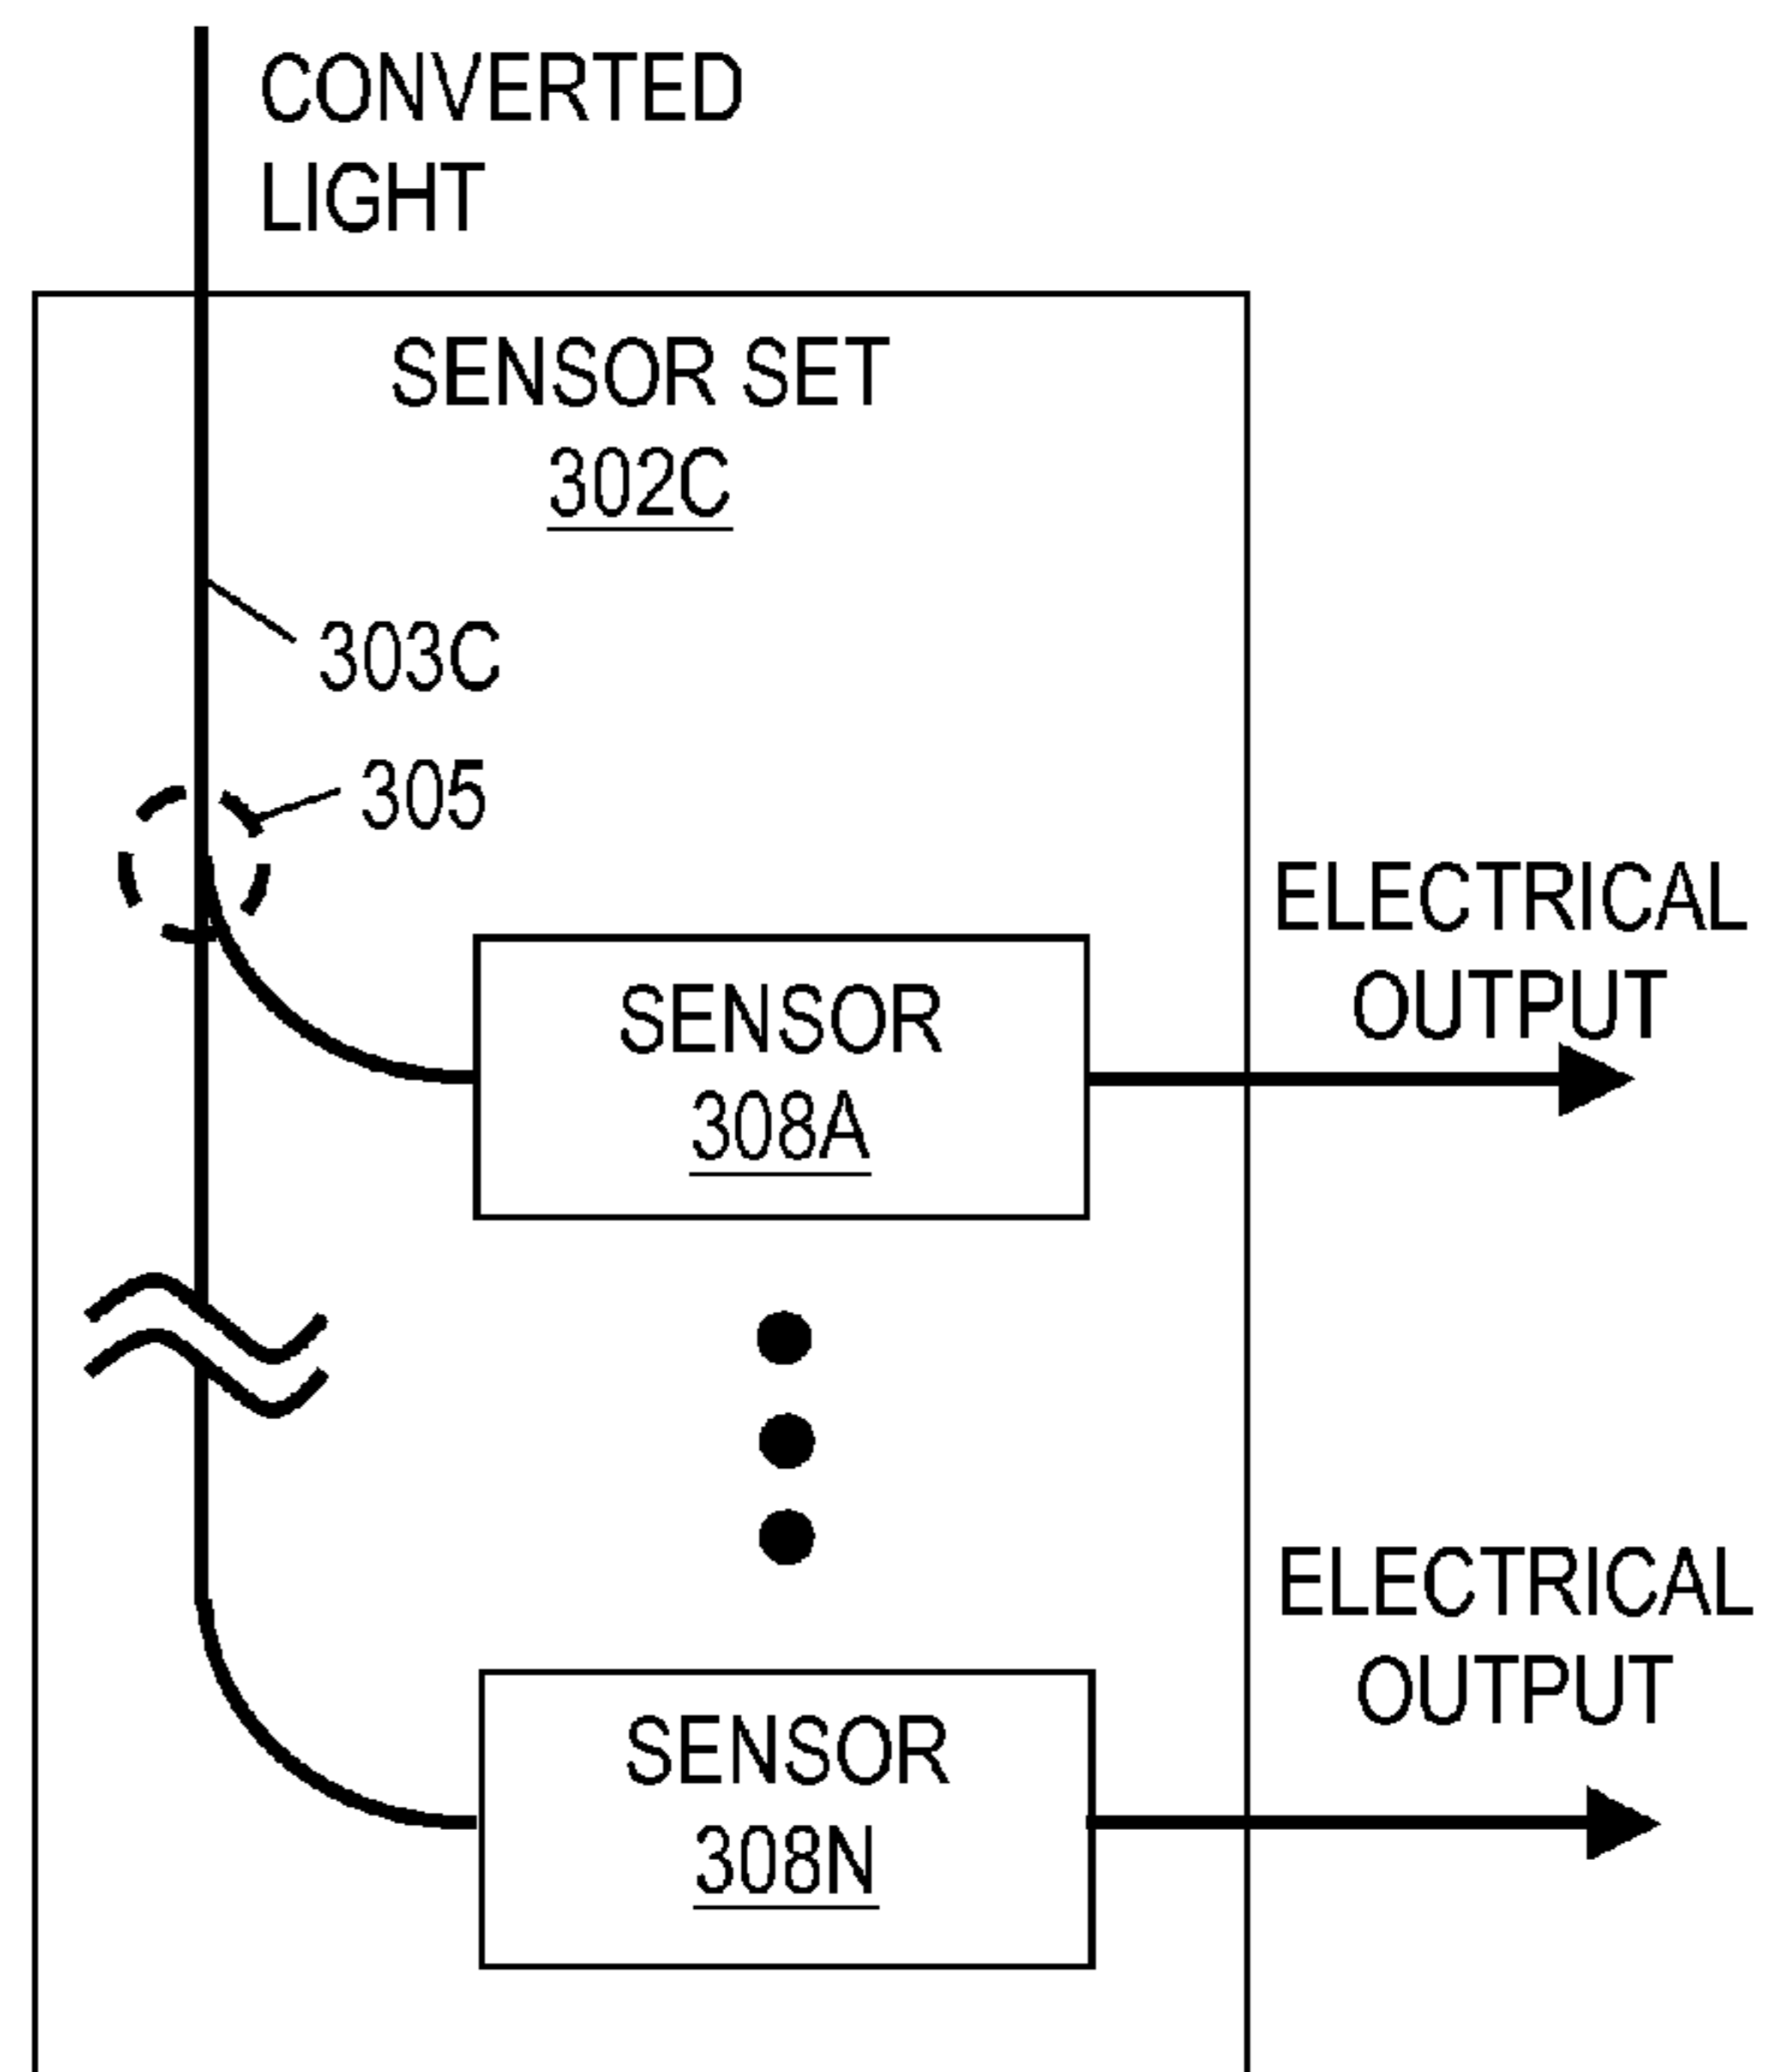 CONVERTED
LIGHT
SENSOR SET
302C
303C
305
ELECTRICAL
OUTPUT
SENSOR
308A
ELECTRICAL
OUTPUT
SENSOR
308N